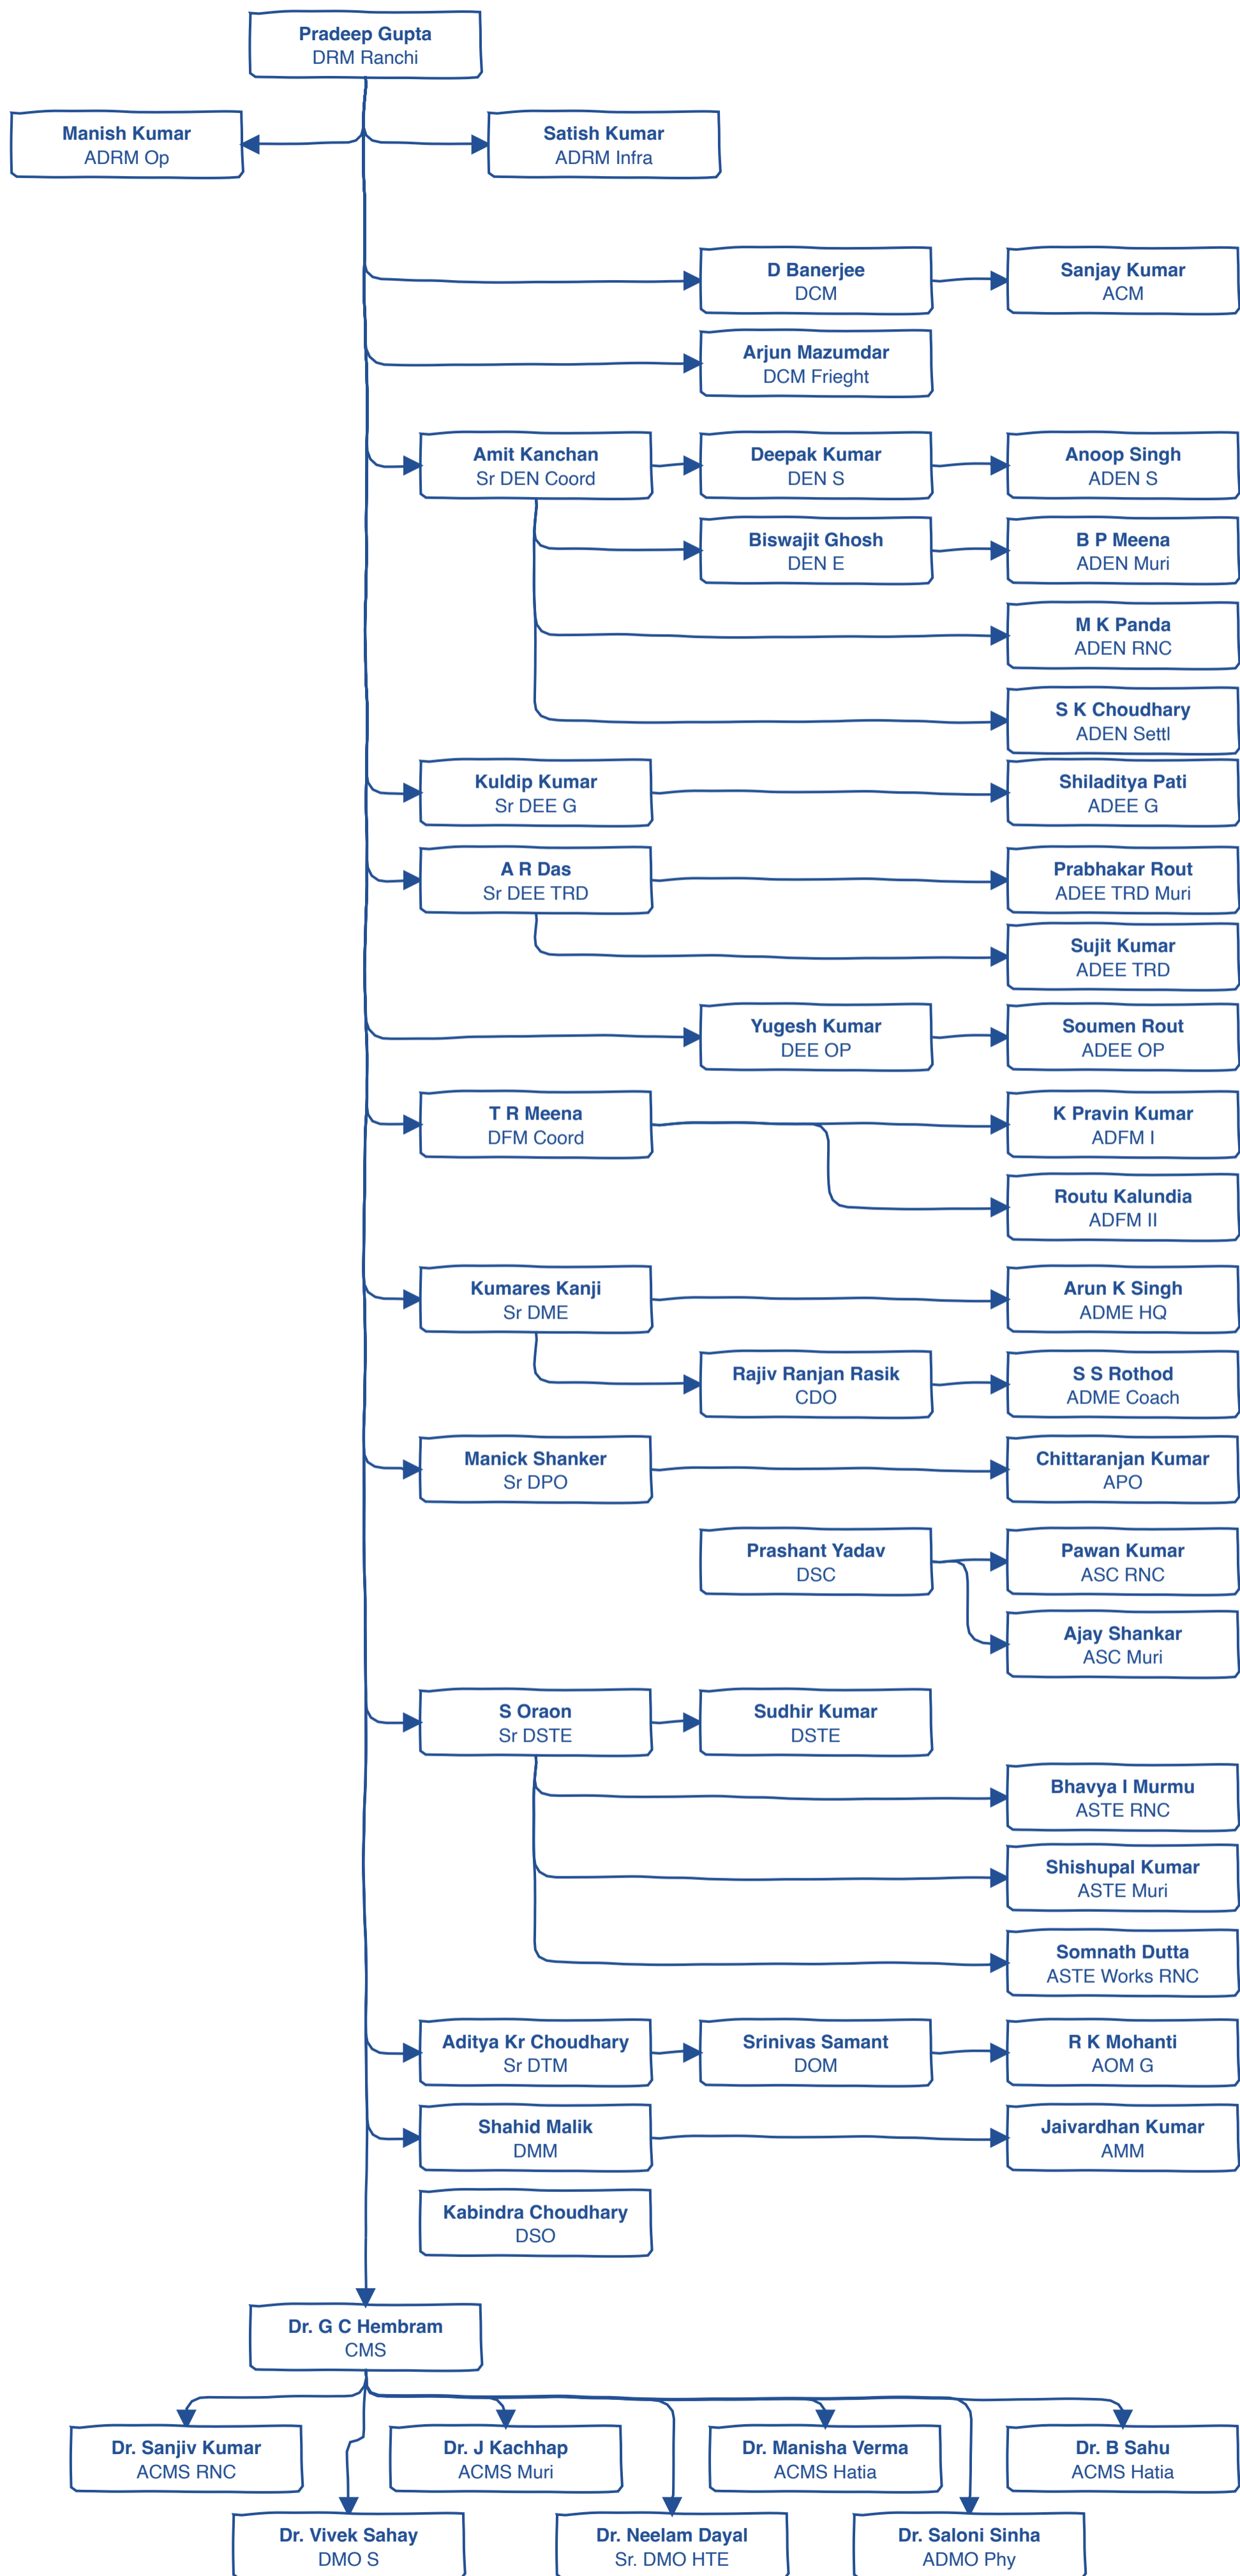 Pradeep Gupta
DRM Ranchi
Manish Kumar
ADRM Op
Satish Kumar
ADRM Infra
D Banerjee
DCM
Sanjay Kumar
ACM
Arjun Mazumdar
DCM Frieght
Amit Kanchan
Sr DEN Coord
Deepak Kumar
DEN S
Anoop Singh
ADEN S
Biswajit Ghosh
DEN E
B P Meena
ADEN Muri
M K Panda
ADEN RNC
S K Choudhary
ADEN Settl
Kuldip Kumar
Sr DEE G
Shiladitya Pati
ADEE G
A R Das
Sr DEE TRD
Prabhakar Rout
ADEE TRD Muri
Sujit Kumar
ADEE TRD
Yugesh Kumar
DEE OP
Soumen Rout
ADEE OP
T R Meena
DFM Coord
K Pravin Kumar
ADFM I
Routu Kalundia
ADFM II
Kumares Kanji
Sr DME
Arun K Singh
ADME HQ
Rajiv Ranjan Rasik
CDO
S S Rothod
ADME Coach
Manick Shanker
Sr DPO
Chittaranjan Kumar
APO
Prashant Yadav
DSC
Pawan Kumar
ASC RNC
Ajay Shankar
ASC Muri
S Oraon
Sr DSTE
Sudhir Kumar
DSTE
Bhavya I Murmu
ASTE RNC
Shishupal Kumar
ASTE Muri
Somnath Dutta
ASTE Works RNC
Aditya Kr Choudhary
Sr DTM
Srinivas Samant
DOM
R K Mohanti
AOM G
Shahid Malik
DMM
Jaivardhan Kumar
AMM
Kabindra Choudhary
DSO
Dr. G C Hembram
CMS
Dr. Sanjiv Kumar
ACMS RNC
Dr. J Kachhap
ACMS Muri
Dr. Manisha Verma
ACMS Hatia
Dr. B Sahu
ACMS Hatia
Dr. Vivek Sahay
DMO S
Dr. Neelam Dayal
Sr. DMO HTE
Dr. Saloni Sinha
ADMO Phy